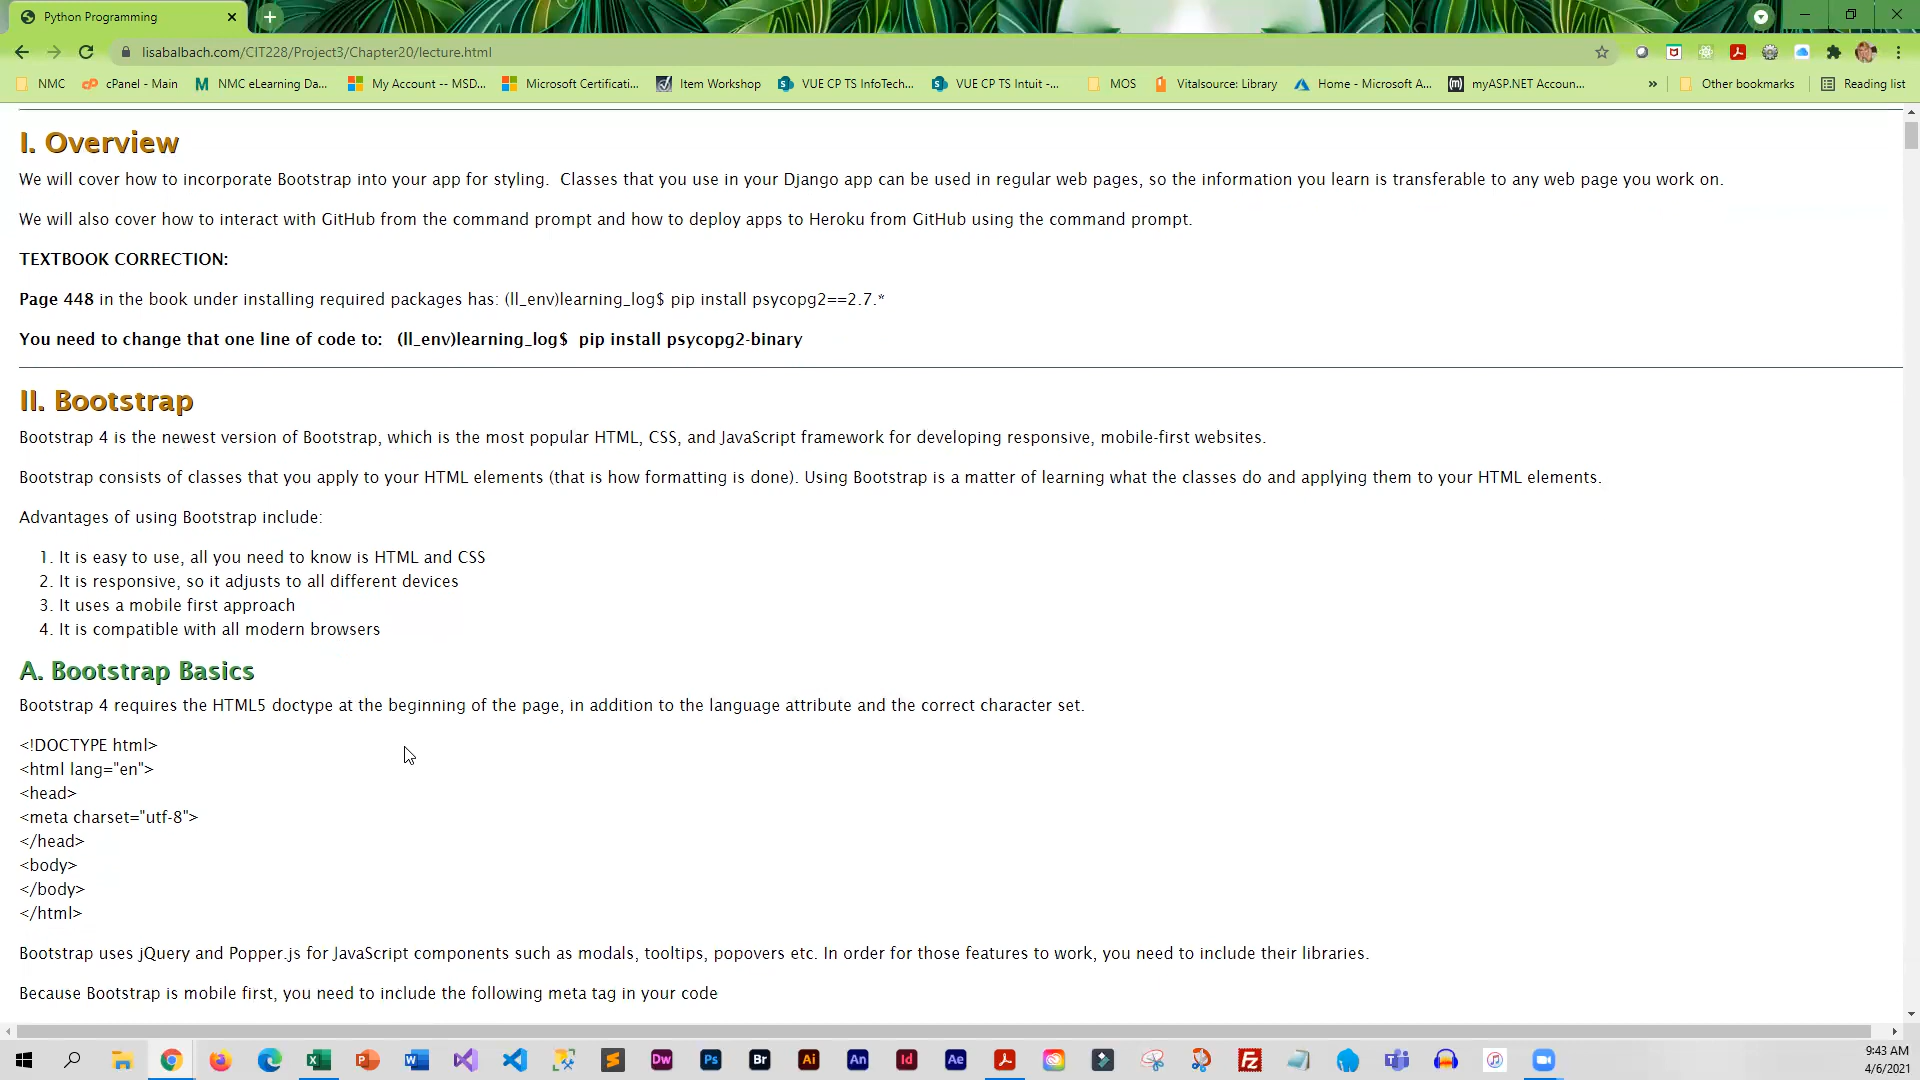 Python Programming
lisabalbach.com/CIT228/Project3/Chapter20/lecture.html
NMC
cPanel - Main
NMC eLearning Da...
My Account -- MSD...
Microsoft Certificati...
Item Workshop
VUE CP TS InfoTech...
VUE CP TS Intuit -...
MOS
Vitalsource: Library
Home - Microsoft A...
myASP.NET Accoun...
»
Other bookmarks
Reading list
I. Overview
We will cover how to incorporate Bootstrap into your app for styling.  Classes that you use in your Django app can be used in regular web pages, so the information you learn is transferable to any web page you work on.
We will also cover how to interact with GitHub from the command prompt and how to deploy apps to Heroku from GitHub using the command prompt.
TEXTBOOK CORRECTION:
Page 448 in the book under installing required packages has: (ll_env)learning_log$ pip install psycopg2==2.7.*
You need to change that one line of code to:   (ll_env)learning_log$  pip install psycopg2-binary
II. Bootstrap
Bootstrap 4 is the newest version of Bootstrap, which is the most popular HTML, CSS, and JavaScript framework for developing responsive, mobile-first websites.
Bootstrap consists of classes that you apply to your HTML elements (that is how formatting is done). Using Bootstrap is a matter of learning what the classes do and applying them to your HTML elements.
Advantages of using Bootstrap include:
1. It is easy to use, all you need to know is HTML and CSS
2. It is responsive, so it adjusts to all different devices
3. It uses a mobile first approach
4. It is compatible with all modern browsers
A. Bootstrap Basics
Bootstrap 4 requires the HTML5 doctype at the beginning of the page, in addition to the language attribute and the correct character set.
<!DOCTYPE html>
<html lang="en">
<head>
<meta charset="utf-8">
</head>
<body>
</body>
</html>
Bootstrap uses jQuery and Popper.js for JavaScript components such as modals, tooltips, popovers etc. In order for those features to work, you need to include their libraries.
Because Bootstrap is mobile first, you need to include the following meta tag in your code
Dw
Ps
Br
Ai
An
Id
Ae
Fz
9:43 AM
4/6/2021